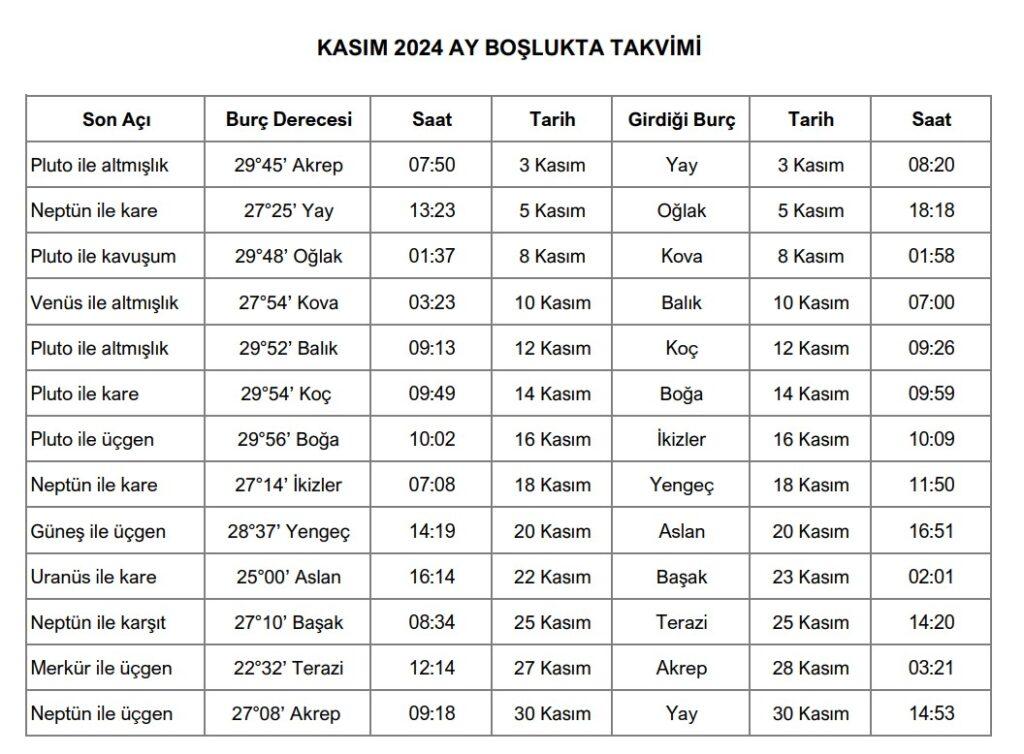 KASIM 2024 AY BOŞLUKTA TAKVİMİ
Son Açı Burç Derecesi Saat Tarih Girdiği Burç Tarih Saat
Pluto ile altmışlık 29°45’ Akrep 07:50 3 Kasım Yay 3 Kasım 08:20
Neptün ile kare 27°25’ Yay 13:23 5 Kasım Oğlak 5 Kasım 18:18
Pluto ile kavuşum 29°48’ Oğlak 01:37 8 Kasım Kova 8 Kasım 01:58
Venüs ile altmışlık 27°54’ Kova 03:23 10 Kasım Balık 10 Kasım 07:00
Pluto ile altmışlık 29°52’ Balık 09:13 12 Kasım Koç 12 Kasım 09:26
Pluto ile kare 29°54’ Koç 09:49 14 Kasım Boğa 14 Kasım 09:59
Pluto ile üçgen 29°56’ Boğa 10:02 16 Kasım İkizler 16 Kasım 10:09
Neptün ile kare 27°14’ İkizler 07:08 18 Kasım Yengeç 18 Kasım 11:50
Güneş ile üçgen 28°37’ Yengeç 14:19 20 Kasım Aslan 20 Kasım 16:51
Uranüs ile kare 25°00’ Aslan 16:14 22 Kasım Başak 23 Kasım 02:01
Neptün ile karşıt 27°10’ Başak 08:34 25 Kasım Terazi 25 Kasım 14:20
Merkür ile üçgen 22°32’ Terazi 12:14 27 Kasım Akrep 28 Kasım 03:21
Neptün ile üçgen 27°08’ Akrep 09:18 30 Kasım Yay 30 Kasım 14:53